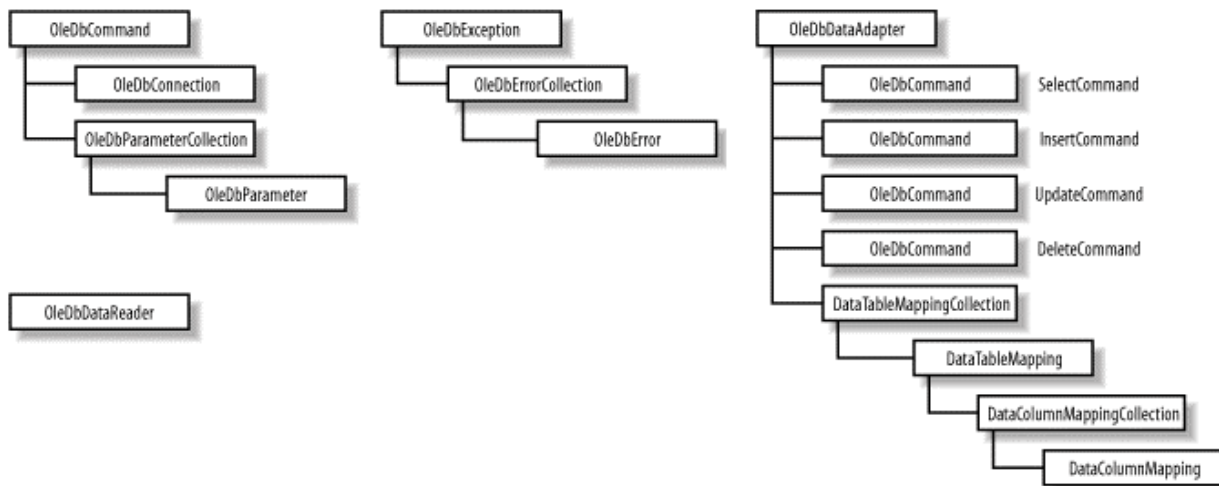 OleDbCommand
OleDbConnection
OleDbParameterCollection
OleDbParameter
OleDbDataReader
OleDbException
OleDbErrorCollection
OleDbError
OleDbDataAdapter
OleDbCommand SelectCommand
OleDbCommand InsertCommand
OleDbCommand UpdateCommand
OleDbCommand DeleteCommand
DataTableMappingCollection
DataTableMapping
DataColumnMappingCollection
DataColumnMapping